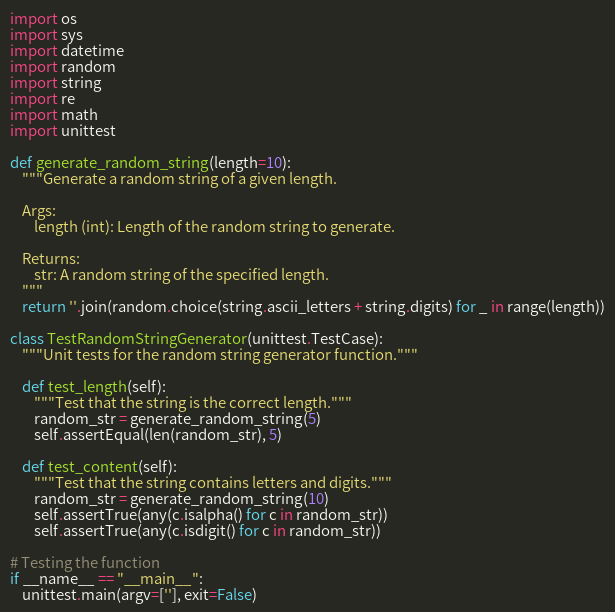 import os
import sys
import datetime
import random
import string
import re
import math
import unittest

def generate_random_string(length=10):
    """Generate a random string of a given length.

    Args:
        length (int): Length of the random string to generate.

    Returns:
        str: A random string of the specified length.
    """
    return ''.join(random.choice(string.ascii_letters + string.digits) for _ in range(length))

class TestRandomStringGenerator(unittest.TestCase):
    """Unit tests for the random string generator function."""

    def test_length(self):
        """Test that the string is the correct length."""
        random_str = generate_random_string(5)
        self.assertEqual(len(random_str), 5)

    def test_content(self):
        """Test that the string contains letters and digits."""
        random_str = generate_random_string(10)
        self.assertTrue(any(c.isalpha() for c in random_str))
        self.assertTrue(any(c.isdigit() for c in random_str))

# Testing the function
if __name__ == "__main__":
    unittest.main(argv=[''], exit=False)